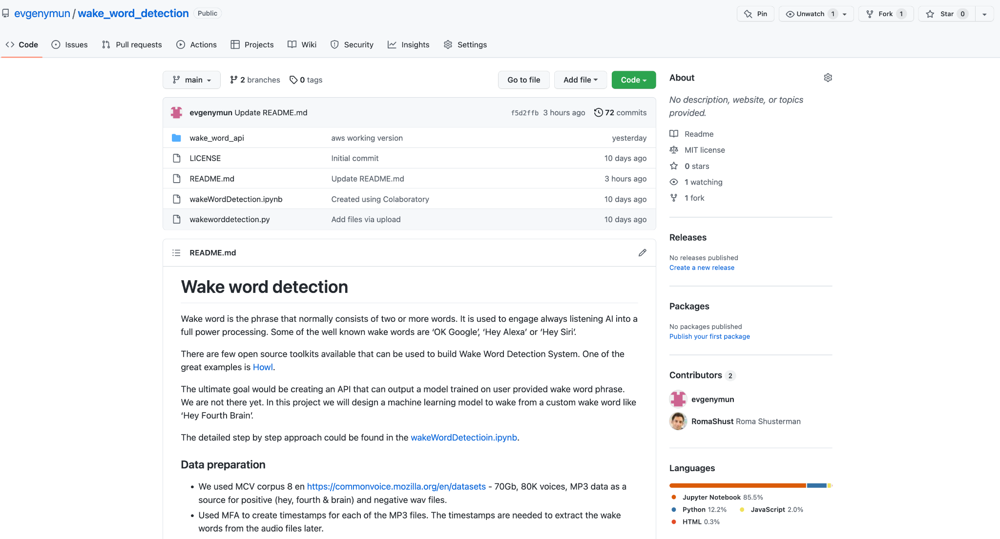 evgenymun / wake_word_detection Public
Pin
Unwatch 1
Fork 1
Star 0
Code
Issues
Pull requests
Actions
Projects
Wiki
Security
Insights
Settings
main
2 branches
0 tags
Go to file
Add file
Code
evgenymun Update README.md
f5d2ffb 3 hours ago
72 commits
wake_word_api aws working version yesterday
LICENSE Initial commit 10 days ago
README.md Update README.md 3 hours ago
wakeWordDetection.ipynb Created using Colaboratory 10 days ago
wakeworddetection.py Add files via upload 10 days ago
README.md
Wake word detection
Wake word is the phrase that normally consists of two or more words. It is used to engage always listening AI into a
full power processing. Some of the well known wake words are ‘OK Google’, ‘Hey Alexa’ or ‘Hey Siri’.
There are few open source toolkits available that can be used to build Wake Word Detection System. One of the
great examples is Howl.
The ultimate goal would be creating an API that can output a model trained on user provided wake word phrase.
We are not there yet. In this project we will design a machine learning model to wake from a custom wake word like
‘Hey Fourth Brain’.
The detailed step by step approach could be found in the wakeWordDetectioin.ipynb.
Data preparation
• We used MCV corpus 8 en https://commonvoice.mozilla.org/en/datasets - 70Gb, 80K voices, MP3 data as a
source for positive (hey, fourth & brain) and negative wav files.
• Used MFA to create timestamps for each of the MP3 files. The timestamps are needed to extract the wake
words from the audio files later.
About
No description, website, or topics
provided.
Readme
MIT license
0 stars
1 watching
1 fork
Releases
No releases published
Create a new release
Packages
No packages published
Publish your first package
Contributors 2
evgenymun
RomaShust Roma Shusterman
Languages
Jupyter Notebook 85.5%
Python 12.2% JavaScript 2.0%
HTML 0.3%